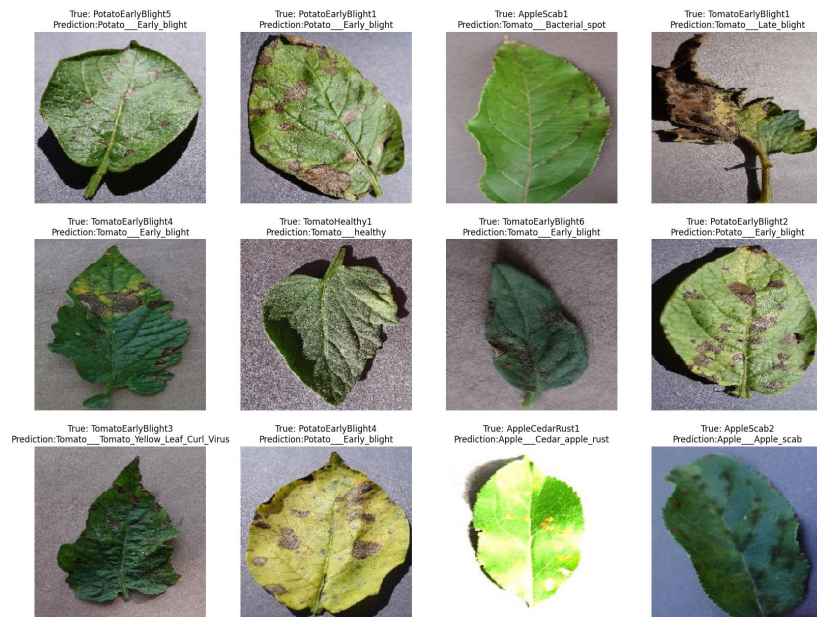 True: PotatoEarlyBlight5
Prediction:Potato___Early_blight
True: PotatoEarlyBlight1
Prediction:Potato___Early_blight
True: AppleScab1
Prediction:Tomato___Bacterial_spot
True: TomatoEarlyBlight1
Prediction:Tomato___Late_blight
True: TomatoEarlyBlight4
Prediction:Tomato___Early_blight
True: TomatoHealthy1
Prediction:Tomato___healthy
True: TomatoEarlyBlight6
Prediction:Tomato___Early_blight
True: PotatoEarlyBlight2
Prediction:Potato___Early_blight
True: TomatoEarlyBlight3
Prediction:Tomato___Tomato_Yellow_Leaf_Curl_Virus
True: PotatoEarlyBlight4
Prediction:Potato___Early_blight
True: AppleCedarRust1
Prediction:Apple___Cedar_apple_rust
True: AppleScab2
Prediction:Apple___Apple_scab